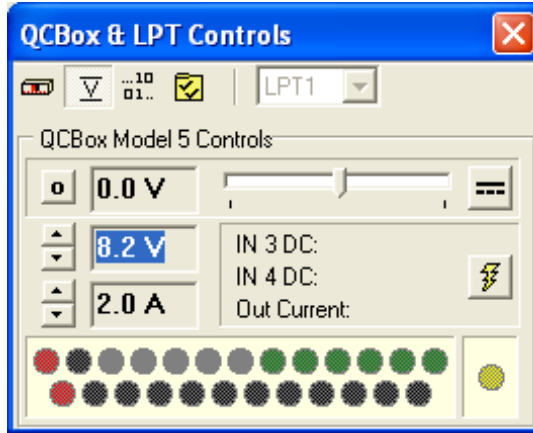 QCBox & LPT Controls
...10
01..
LPT1
QCBox Model 5 Controls
o 0.0 V
8.2 V
2.0 A
IN 3 DC:
IN 4 DC:
Out Current: